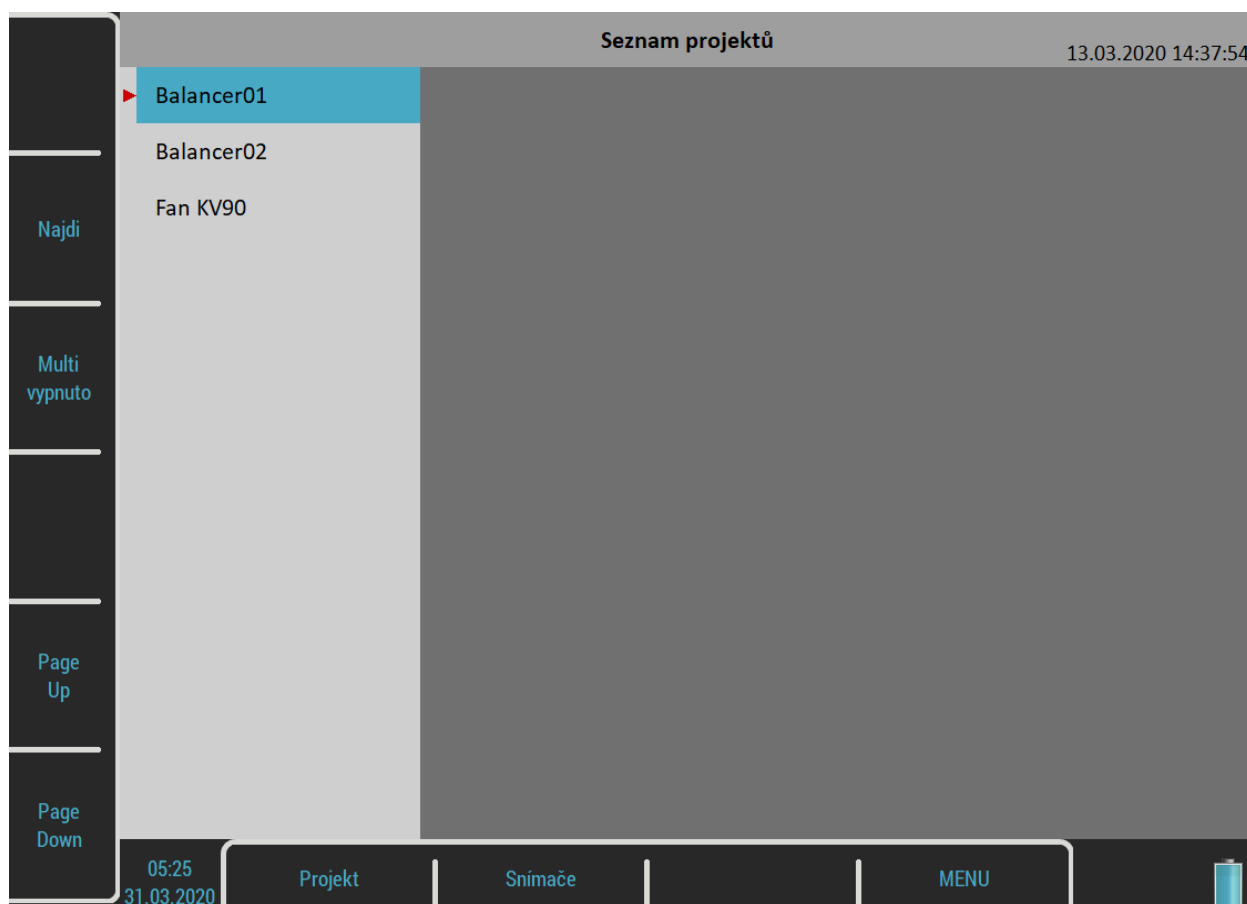 Seznam projektů
13.03.2020 14:37:54
Balancer01
Balancer02
Fan KV90
Najdi
Multi
vypnuto
Page
Up
Page
Down
05:25
31.03.2020
Projekt
Snímače
MENU